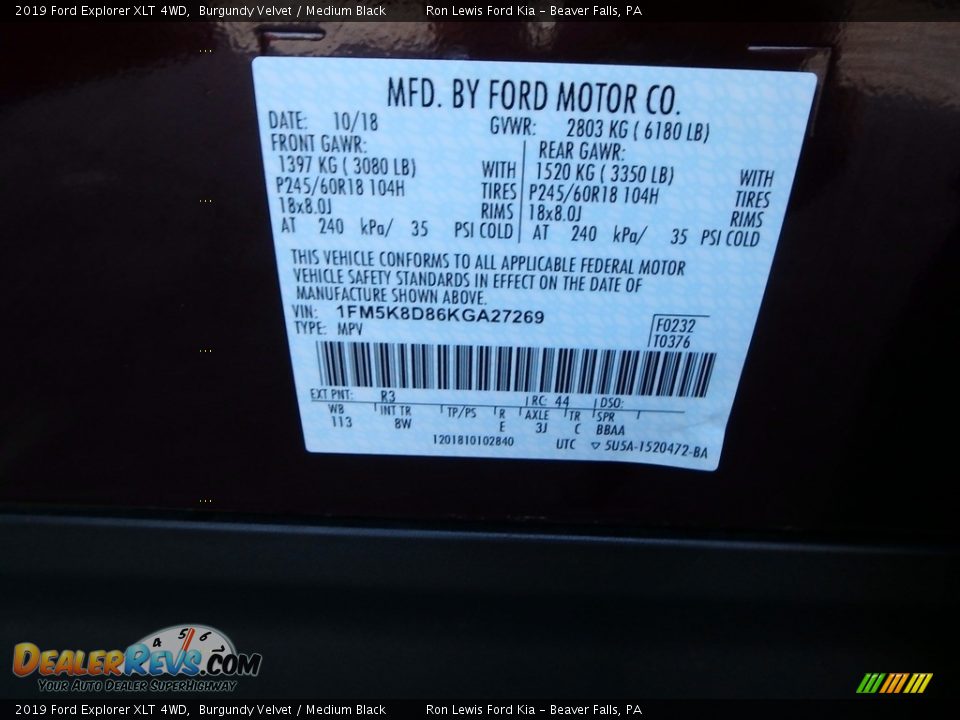 2019 Ford Explorer XLT 4WD, Burgundy Velvet / Medium Black Ron Lewis Ford Kia - Beaver Falls, PA
MFD. BY FORD MOTOR CO.
DATE: 10/18 GVWR: 2803 KG ( 6180 LB)
FRONT GAWR: REAR GAWR:
1397 KG ( 3080 LB) WITH 1520 KG ( 3350 LB) WITH
P245/60R18 104H TIRES P245/60R18 104H TIRES
18x8.0J RIMS 18x8.0J RIMS
AT 240 kPa/ 35 PSI COLD AT 240 kPa/ 35 PSI COLD
THIS VEHICLE CONFORMS TO ALL APPLICABLE FEDERAL MOTOR
VEHICLE SAFETY STANDARDS IN EFFECT ON THE DATE OF
MANUFACTURE SHOWN ABOVE.
VIN: 1FM5K8D86KGA27269 F0232
TYPE: MPV T0376
EXT PNT: R3 RC: 44 DSO:
WB INT TR TP/PS R AXLE TR SPR
113 8W E 3J C BBAA
1201810102840 UTC ▽ 5U5A-1520472-BA
4 5 6 7
DEALERREVS.COM
YOUR AUTO DEALER SUPERHIGHWAY
2019 Ford Explorer XLT 4WD, Burgundy Velvet / Medium Black Ron Lewis Ford Kia - Beaver Falls, PA